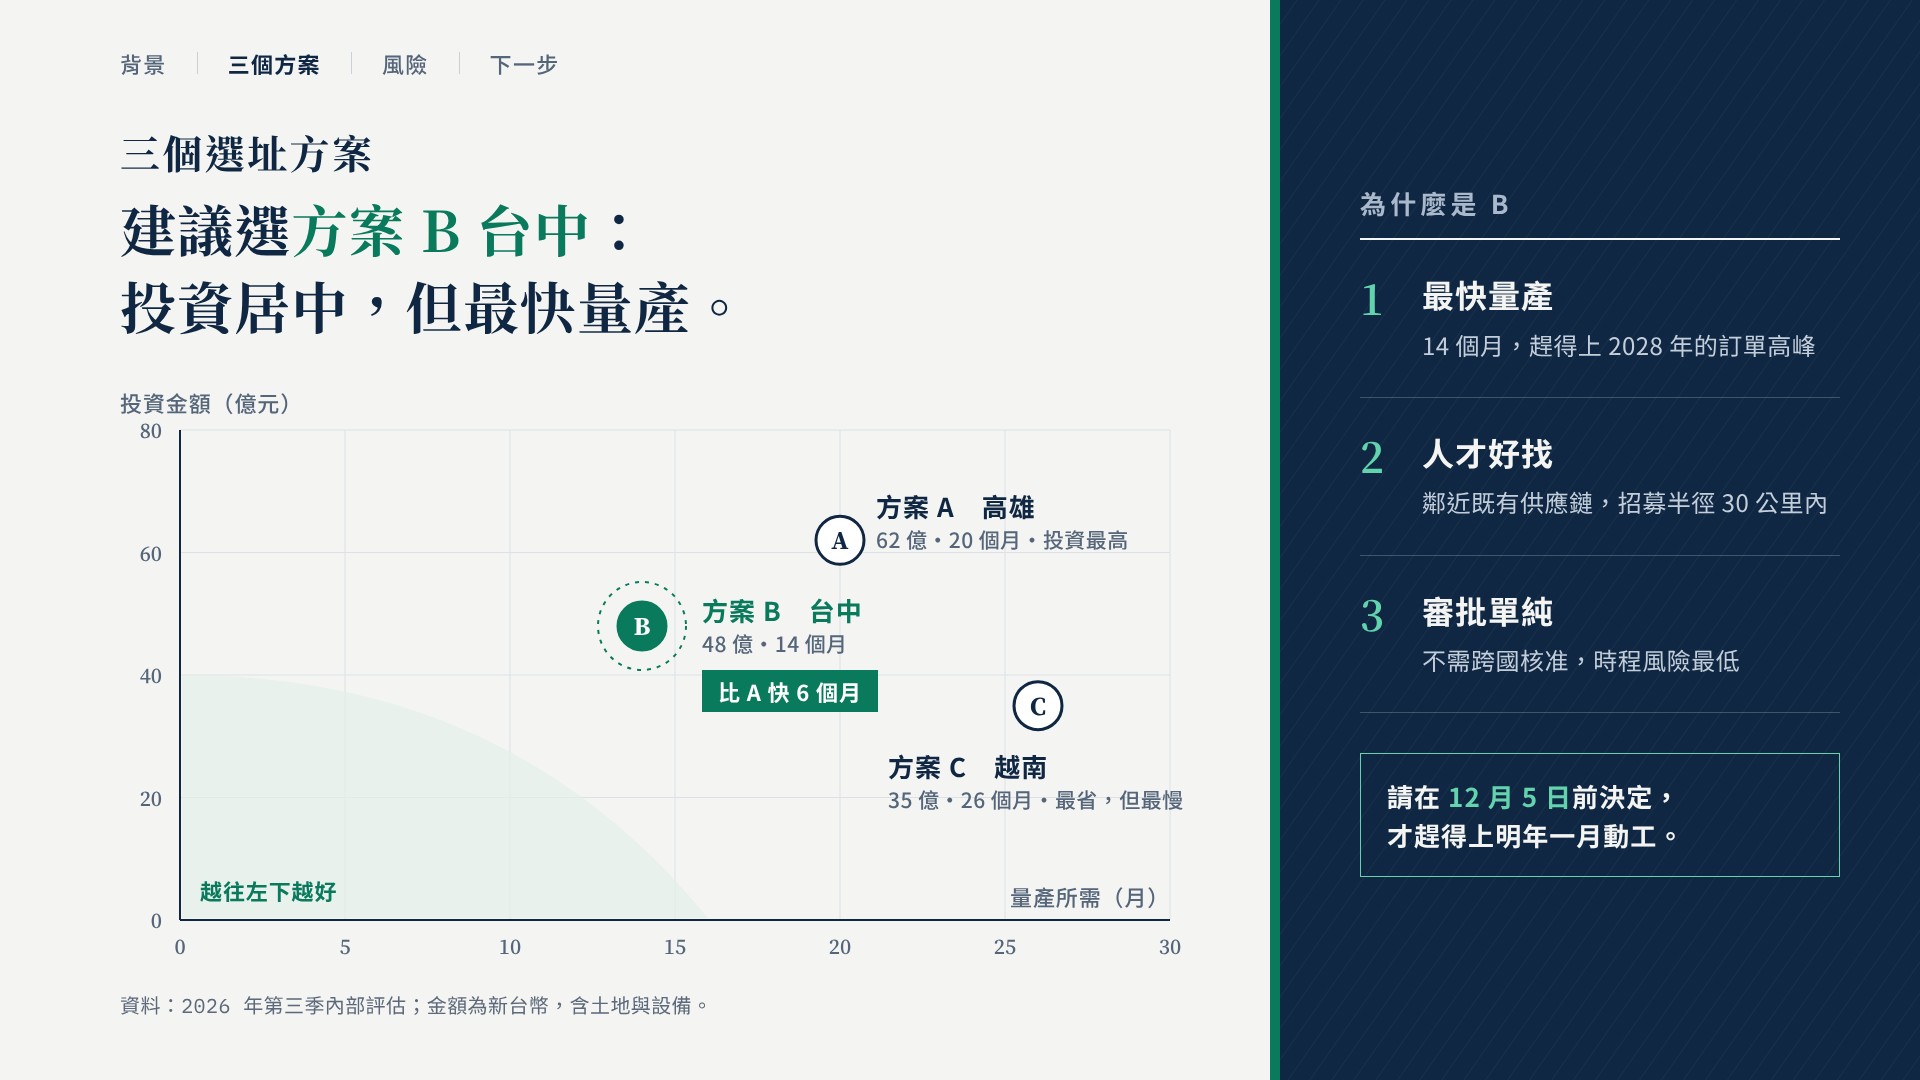 背景
三個方案
風險
下一步
三個選址方案
建議選方案 B 台中：
投資居中，但最快量產。
投資金額（億元）
80
60
40
20
0
方案 A　高雄
A
62 億・20 個月・投資最高
方案 B　台中
B
48 億・14 個月
比 A 快 6 個月
C
方案 C　越南
35 億・26 個月・最省，但最慢
越往左下越好
量產所需（月）
0
5
10
15
20
25
30
資料：2026 年第三季內部評估；金額為新台幣，含土地與設備。
為什麼是 B
1
最快量產
14 個月，趕得上 2028 年的訂單高峰
2
人才好找
鄰近既有供應鏈，招募半徑 30 公里內
3
審批單純
不需跨國核准，時程風險最低
請在 12 月 5 日前決定，
才趕得上明年一月動工。